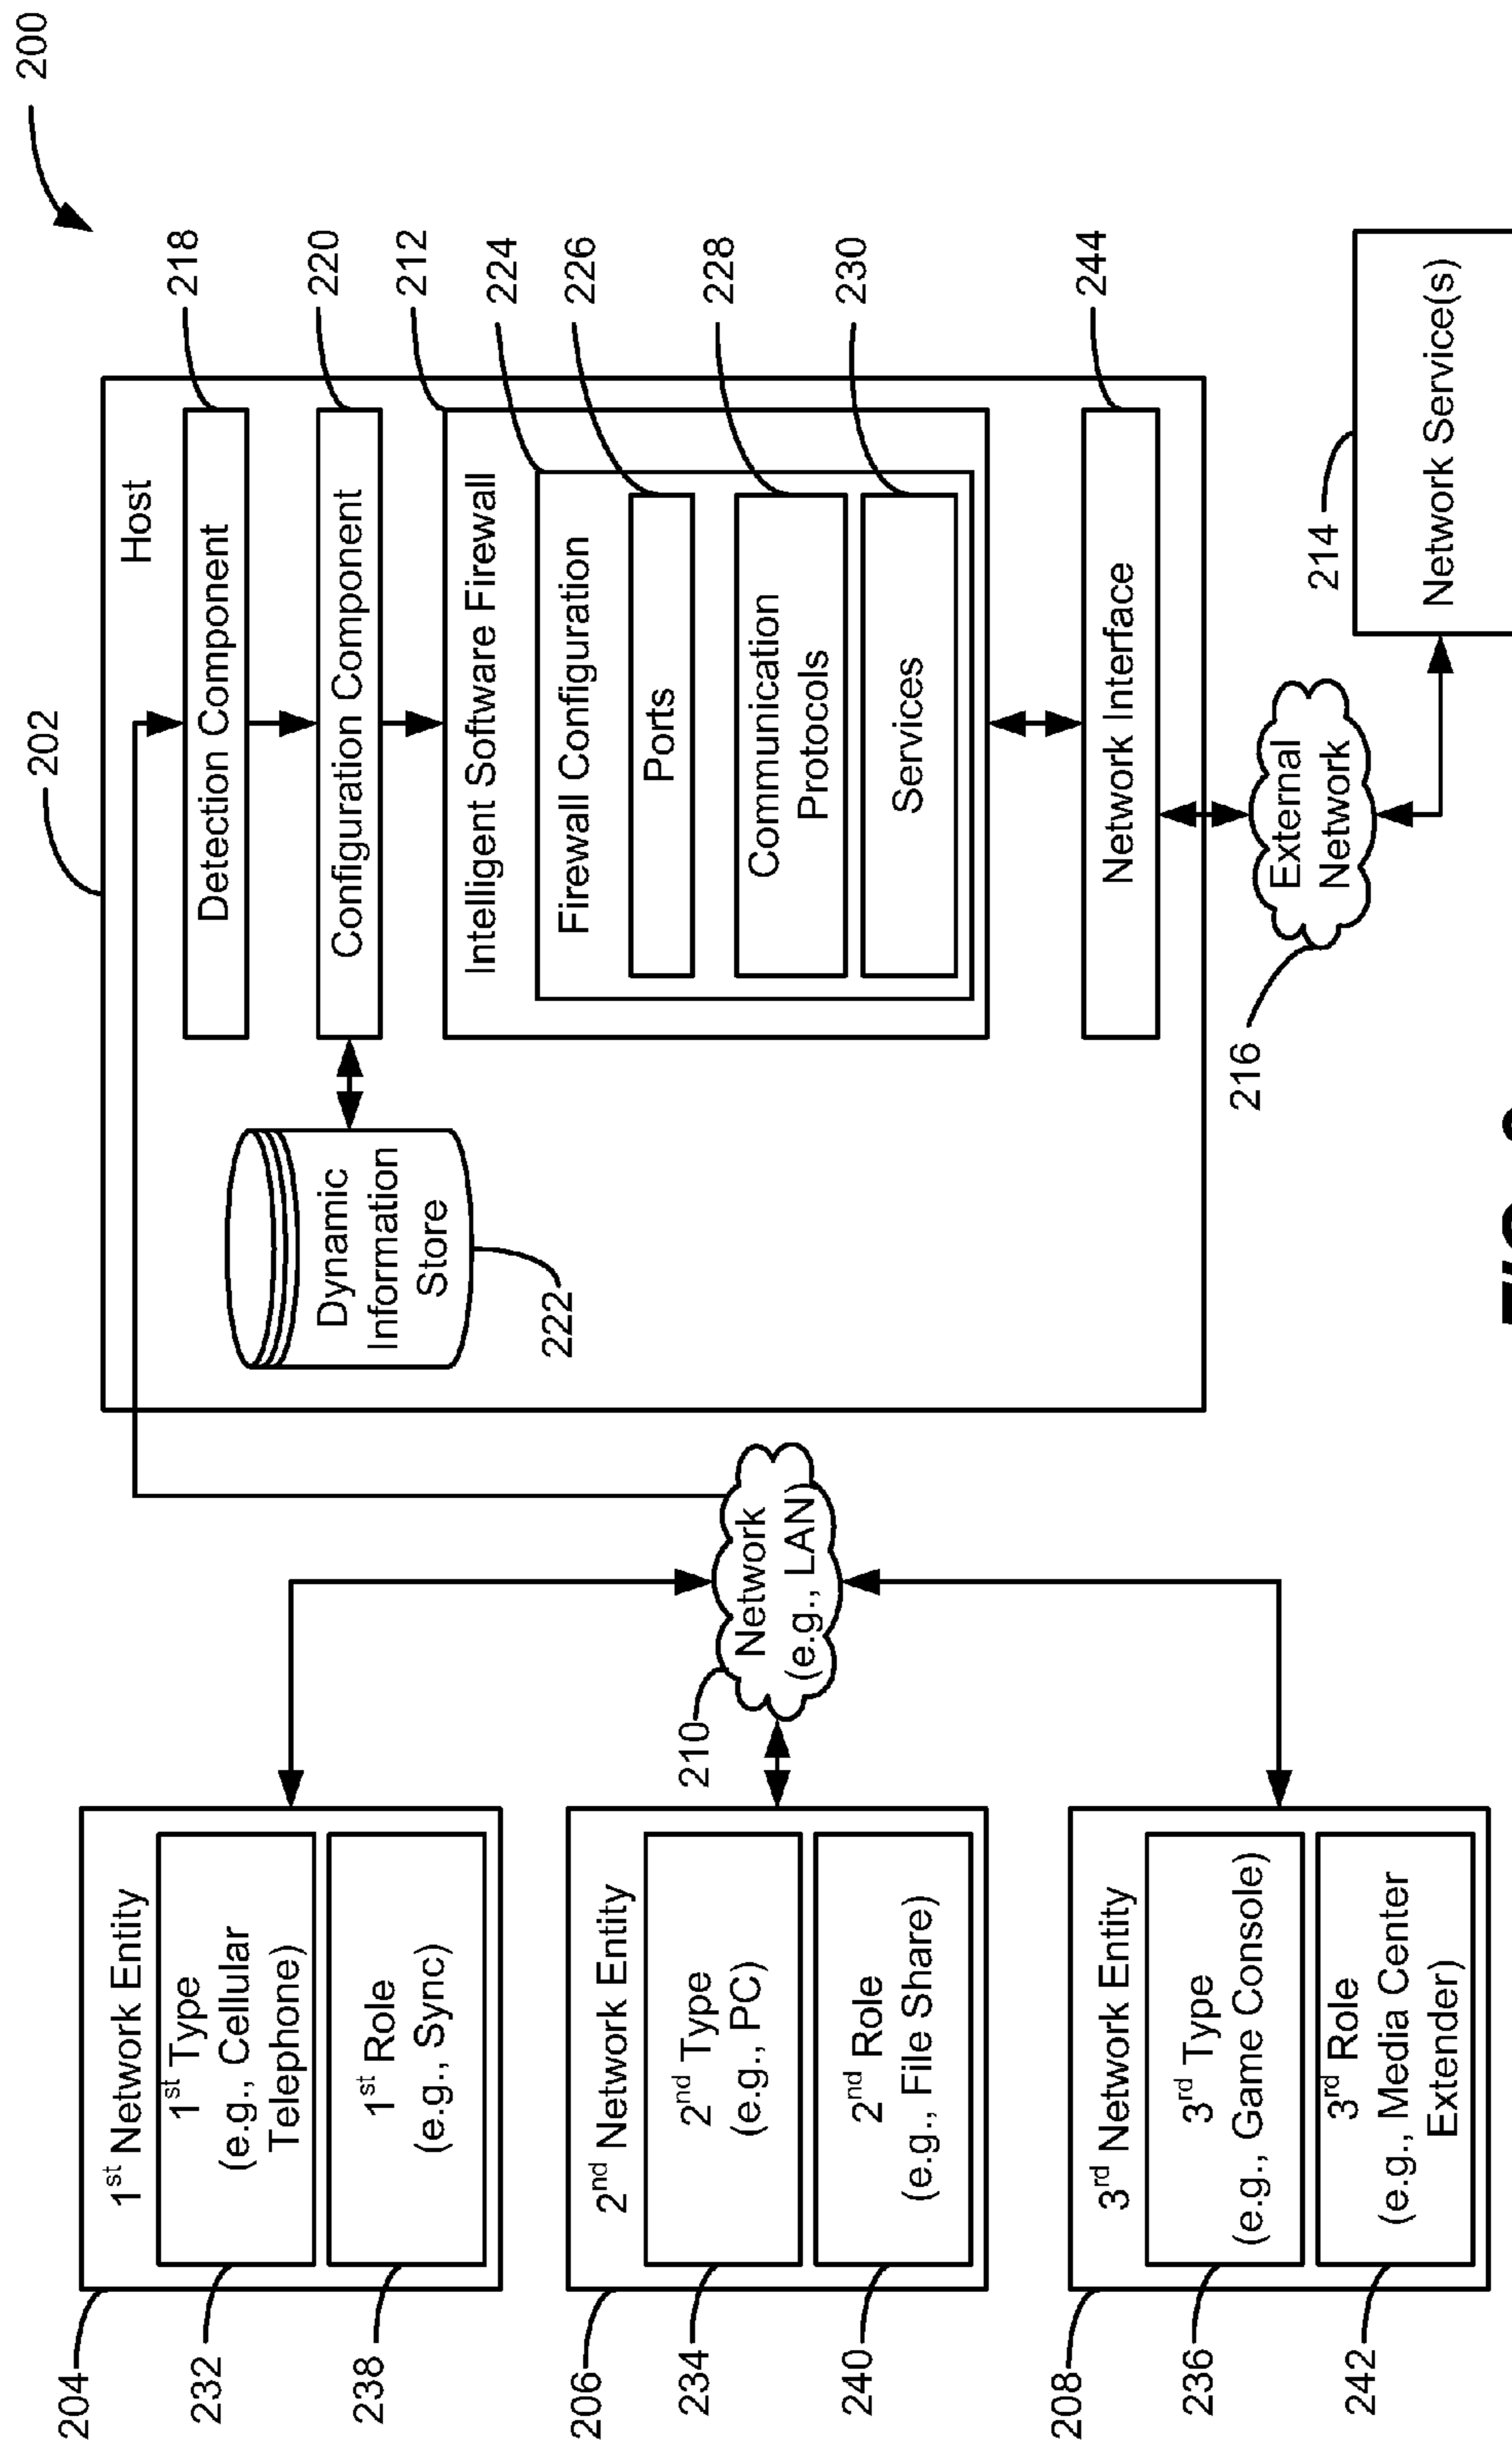 200
202
Host
Detection Component
218
Configuration Component
220
Dynamic
Information
Store
222
Intelligent Software Firewall
212
Firewall Configuration
224
Ports
226
Communication
Protocols
228
Services
230
Network Interface
244
External
Network
216
Network Service(s)
214
Network
(e.g., LAN)
210
204
1st Network Entity
1st Type
(e.g., Cellular
Telephone)
232
1st Role
(e.g., Sync)
238
206
2nd Network Entity
2nd Type
(e.g., PC)
234
2nd Role
(e.g., File Share)
240
208
3rd Network Entity
3rd Type
(e.g., Game Console)
236
3rd Role
(e.g., Media Center
Extender)
242